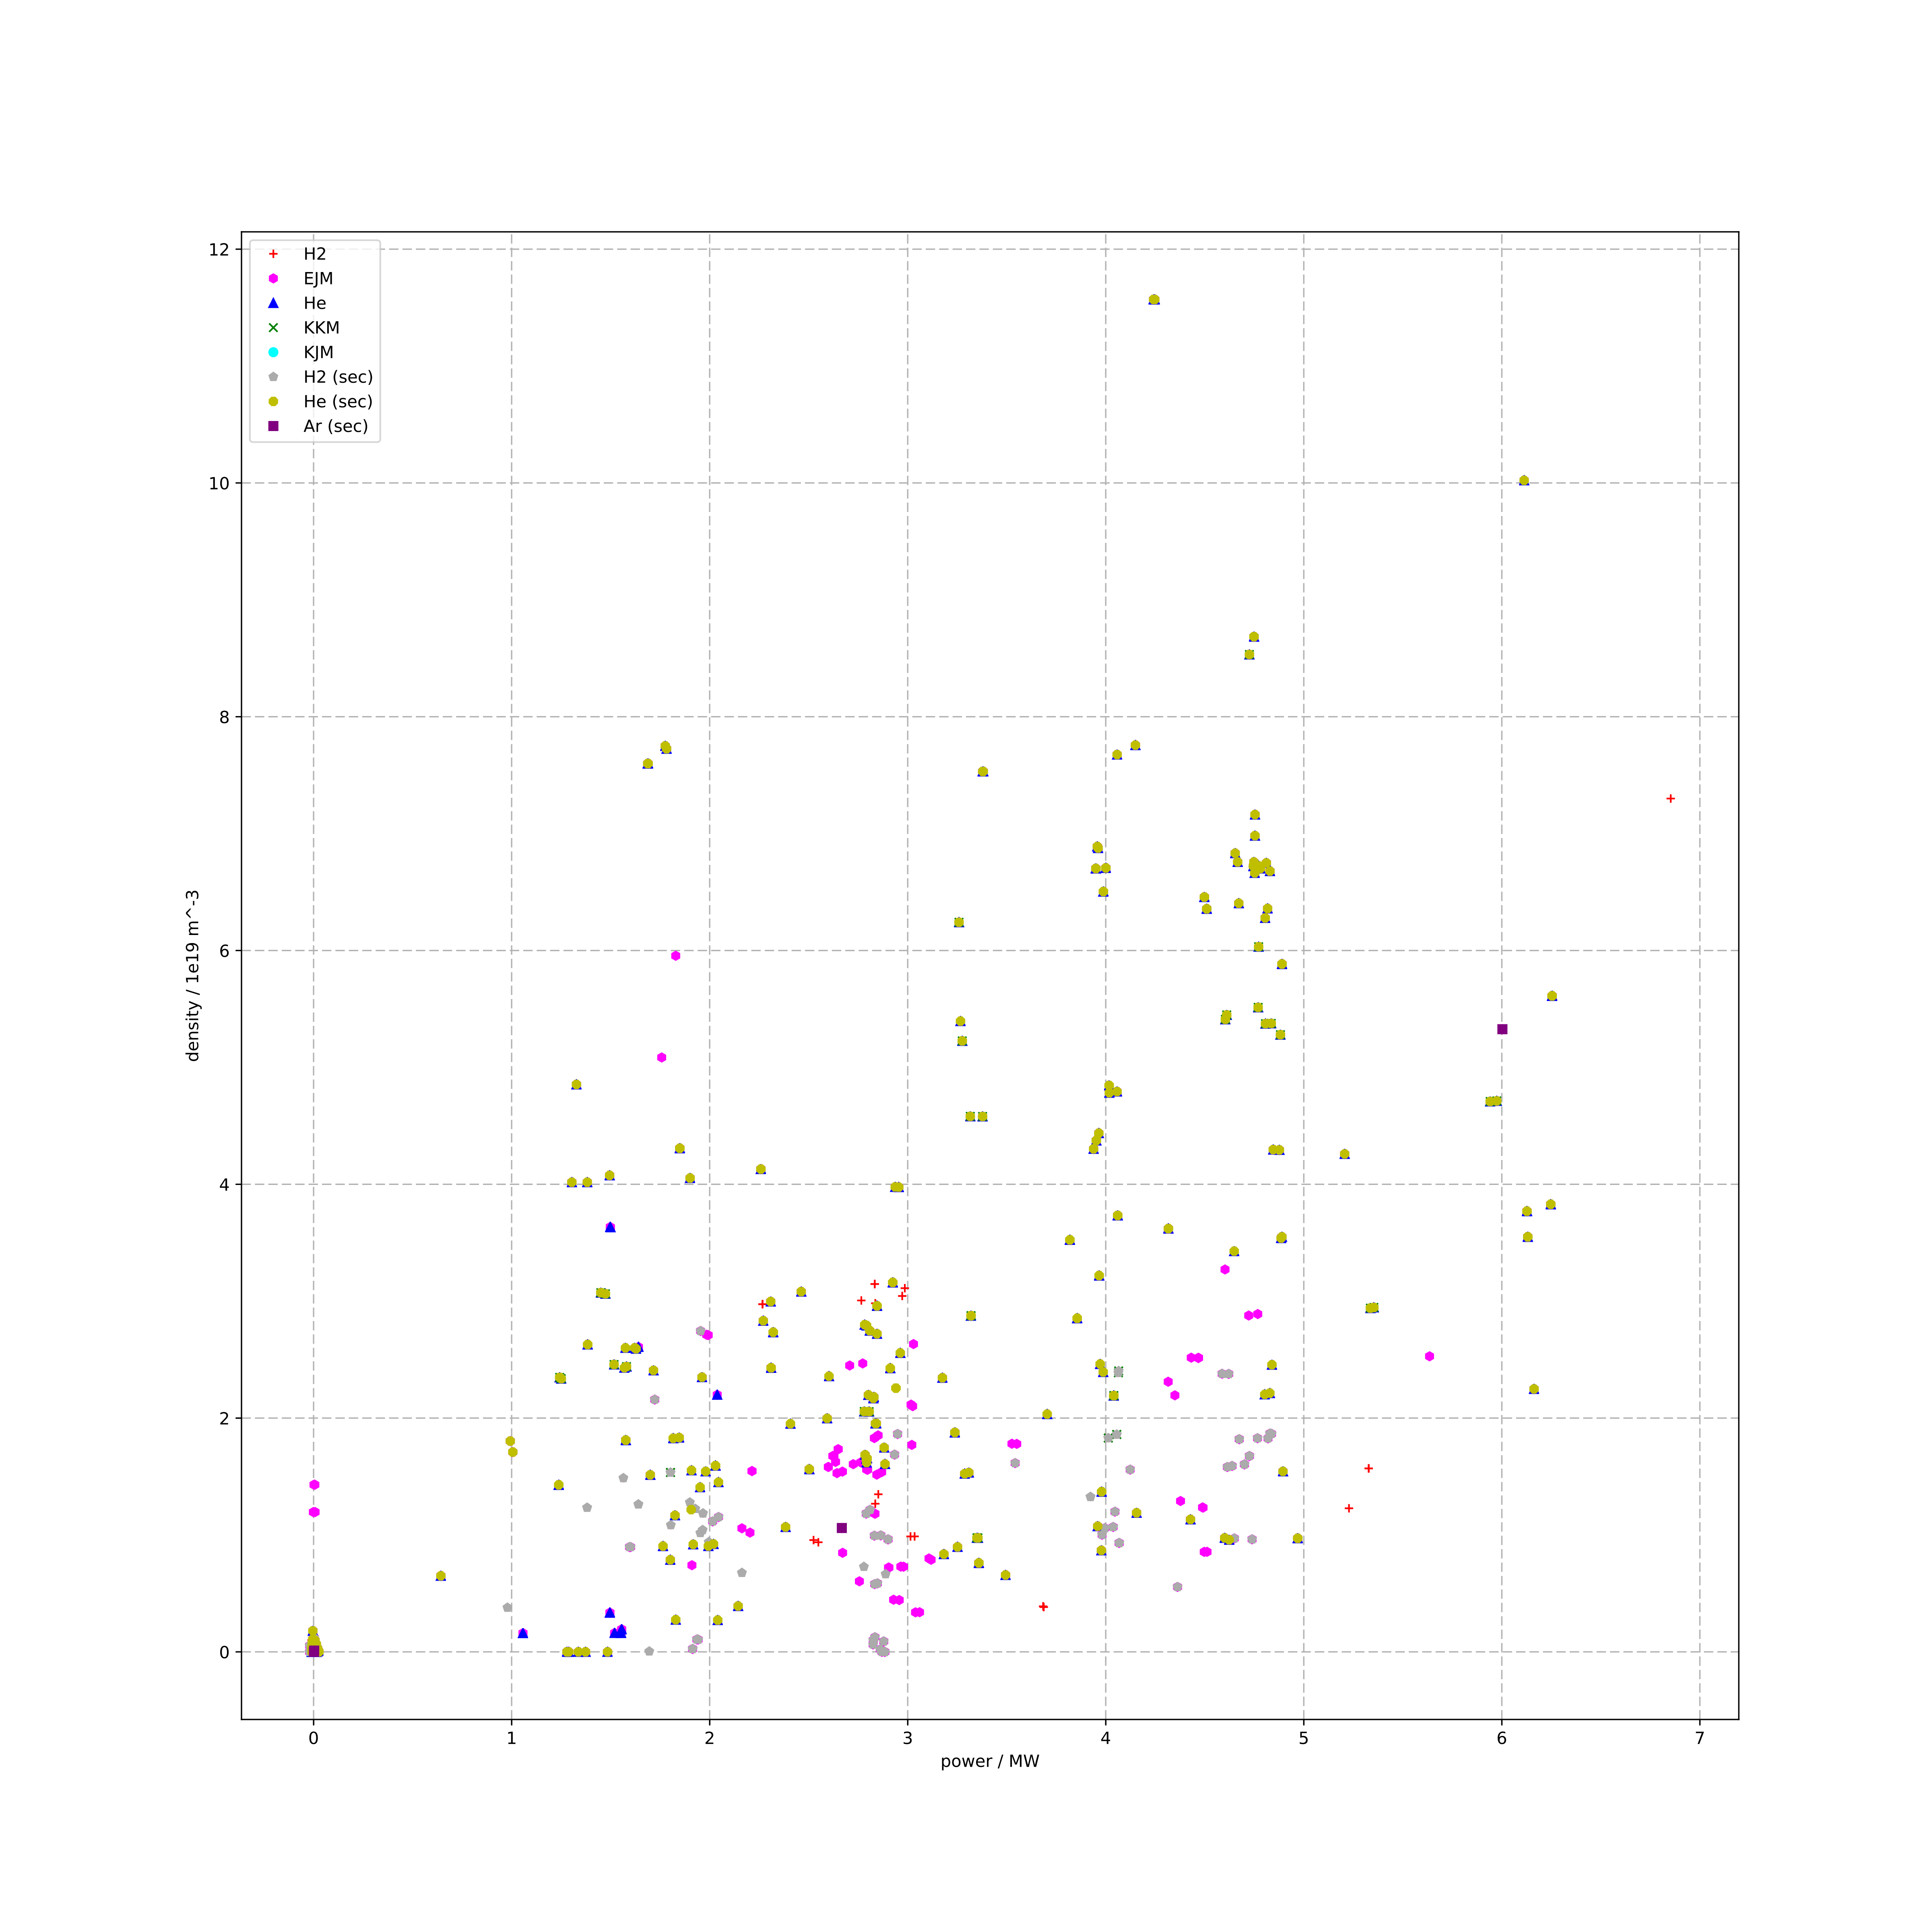 12
10
8
6
4
2
0
density / 1e19 m^-3
H2
EJM
He
KKM
KJM
H2 (sec)
He (sec)
Ar (sec)
0 1 2 3 4 5 6 7
power / MW